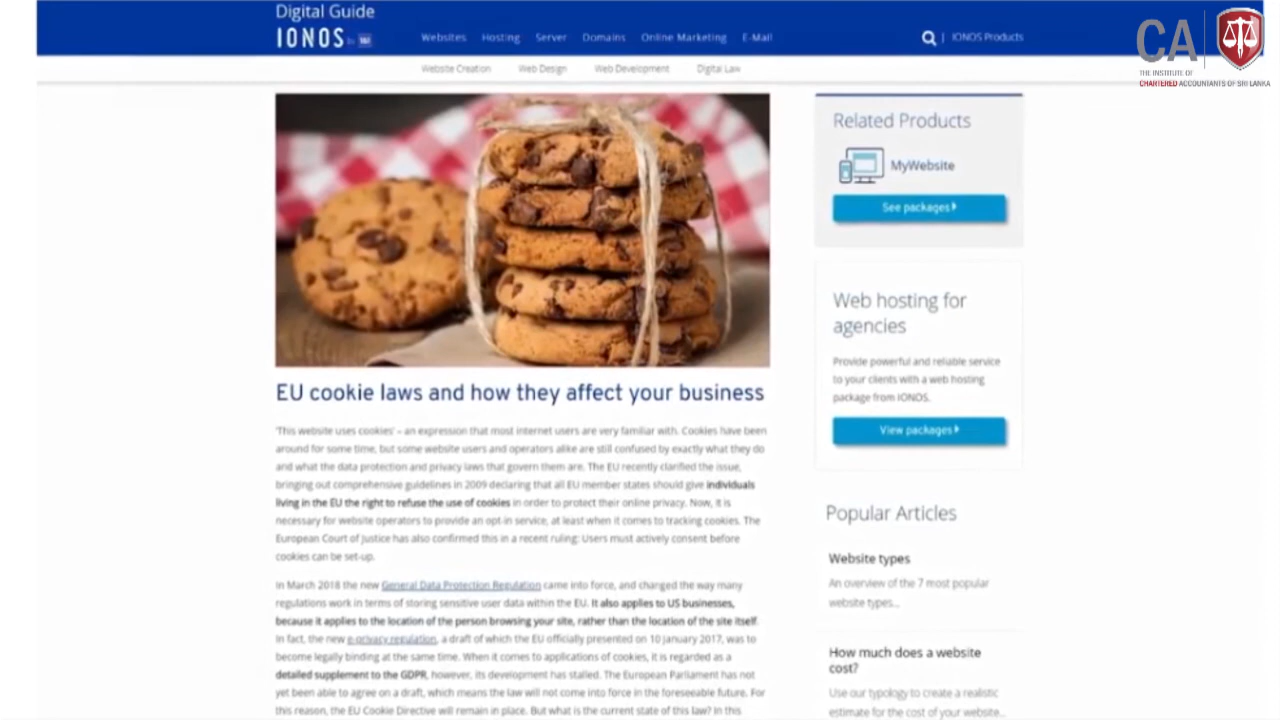 Digital Guide
IONOS by 1&1
Websites Hosting Server Domains Online Marketing E-Mail
IONOS Products
CA
THE INSTITUTE OF
CHARTERED ACCOUNTANTS OF SRI LANKA
Website Creation Web Design Web Development Digital Law
EU cookie laws and how they affect your business
'This website uses cookies' – an expression that most internet users are very familiar with. Cookies have been
around for some time, but some website users and operators alike are still confused by exactly what they do
and what the data protection and privacy laws that govern them are. The EU recently clarified the issue,
bringing out comprehensive guidelines in 2009 declaring that all EU member states should give individuals
living in the EU the right to refuse the use of cookies in order to protect their online privacy. Now, it is
necessary for website operators to provide an opt-in service, at least when it comes to tracking cookies. The
European Court of Justice has also confirmed this in a recent ruling: Users must actively consent before
cookies can be set-up.
In March 2018 the new General Data Protection Regulation came into force, and changed the way many
regulations work in terms of storing sensitive user data within the EU. It also applies to US businesses,
because it applies to the location of the person browsing your site, rather than the location of the site itself.
In fact, the new e-privacy regulation, a draft of which the EU officially presented on 10 January 2017, was to
become legally binding at the same time. When it comes to applications of cookies, it is regarded as a
detailed supplement to the GDPR, however, its development has stalled. The European Parliament has not
yet been able to agree on a draft, which means the law will not come into force in the foreseeable future. For
this reason, the EU Cookie Directive will remain in place. But what is the current state of this law? In this
Related Products
MyWebsite
See packages
Web hosting for
agencies
Provide powerful and reliable service
to your clients with a web hosting
package from IONOS.
View packages
Popular Articles
Website types
An overview of the 7 most popular
website types...
How much does a website
cost?
Use our typology to create a realistic
estimate for the cost of your website...